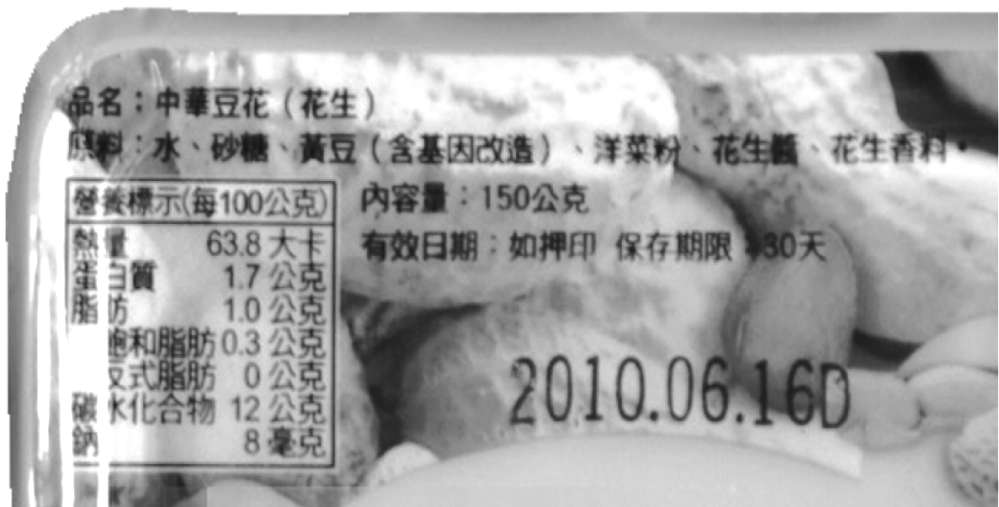 品名：中華豆花（花生）
原料：水、砂糖、黃豆（含基因改造）、洋菜粉、花生醬、花生香料。
營養標示(每100公克)
內容量：150公克
熱量 63.8 大卡
有效日期：如押印 保存期限：30天
蛋白質 1.7 公克
脂肪 1.0 公克
飽和脂肪 0.3 公克
反式脂肪 0 公克
碳水化合物 12 公克
鈉 8 毫克
2010.06.16D